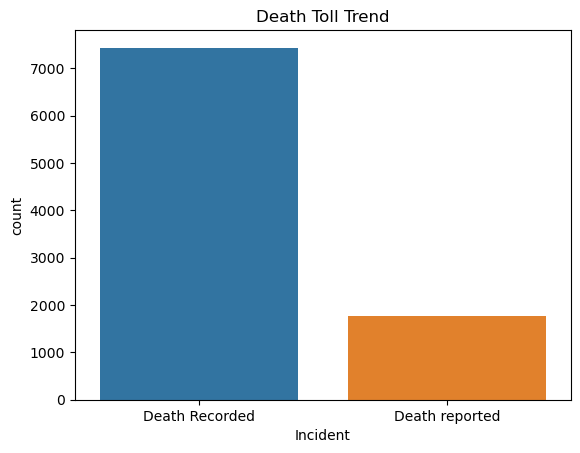 Death Toll Trend
7000
6000
5000
4000
3000
2000
1000
0
count
Death Recorded
Death reported
Incident